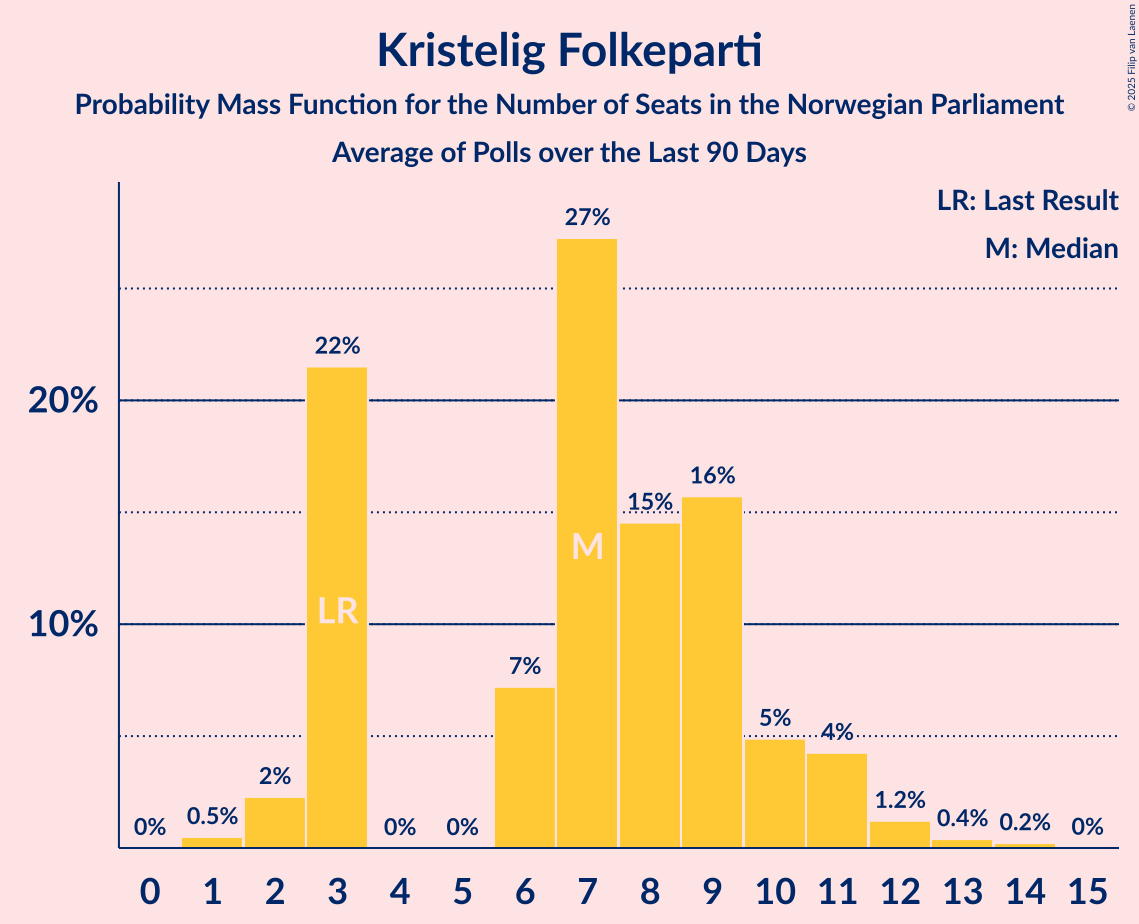 Kristelig Folkeparti
Probability Mass Function for the Number of Seats in the Norwegian Parliament
Average of Polls over the Last 90 Days
© 2025 Filip van Laenen
LR: Last Result
M: Median
20%
10%
0%
0.5%
2%
22%
0%
0%
7%
27%
15%
16%
5%
4%
1.2%
0.4%
0.2%
0%
LR
M
0 1 2 3 4 5 6 7 8 9 10 11 12 13 14 15